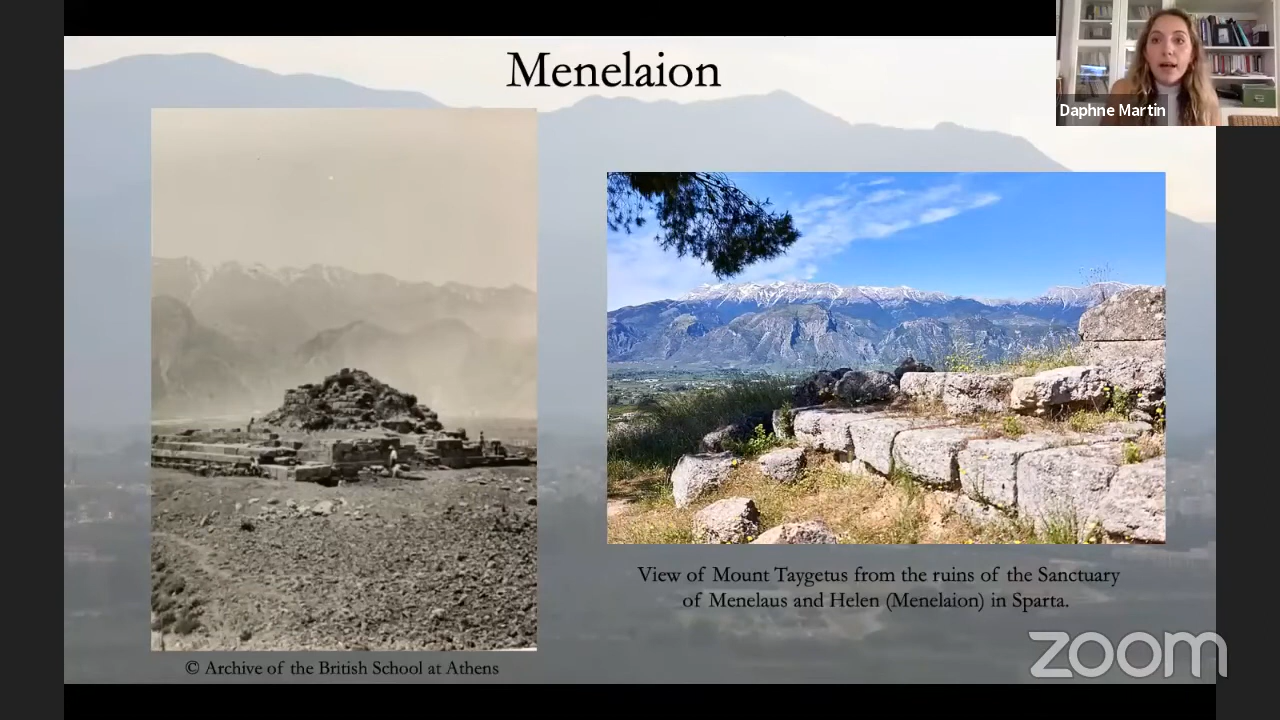 Menelaion
Daphne Martin
View of Mount Taygetus from the ruins of the Sanctuary
of Menelaus and Helen (Menelaion) in Sparta.
© Archive of the British School at Athens
zoom